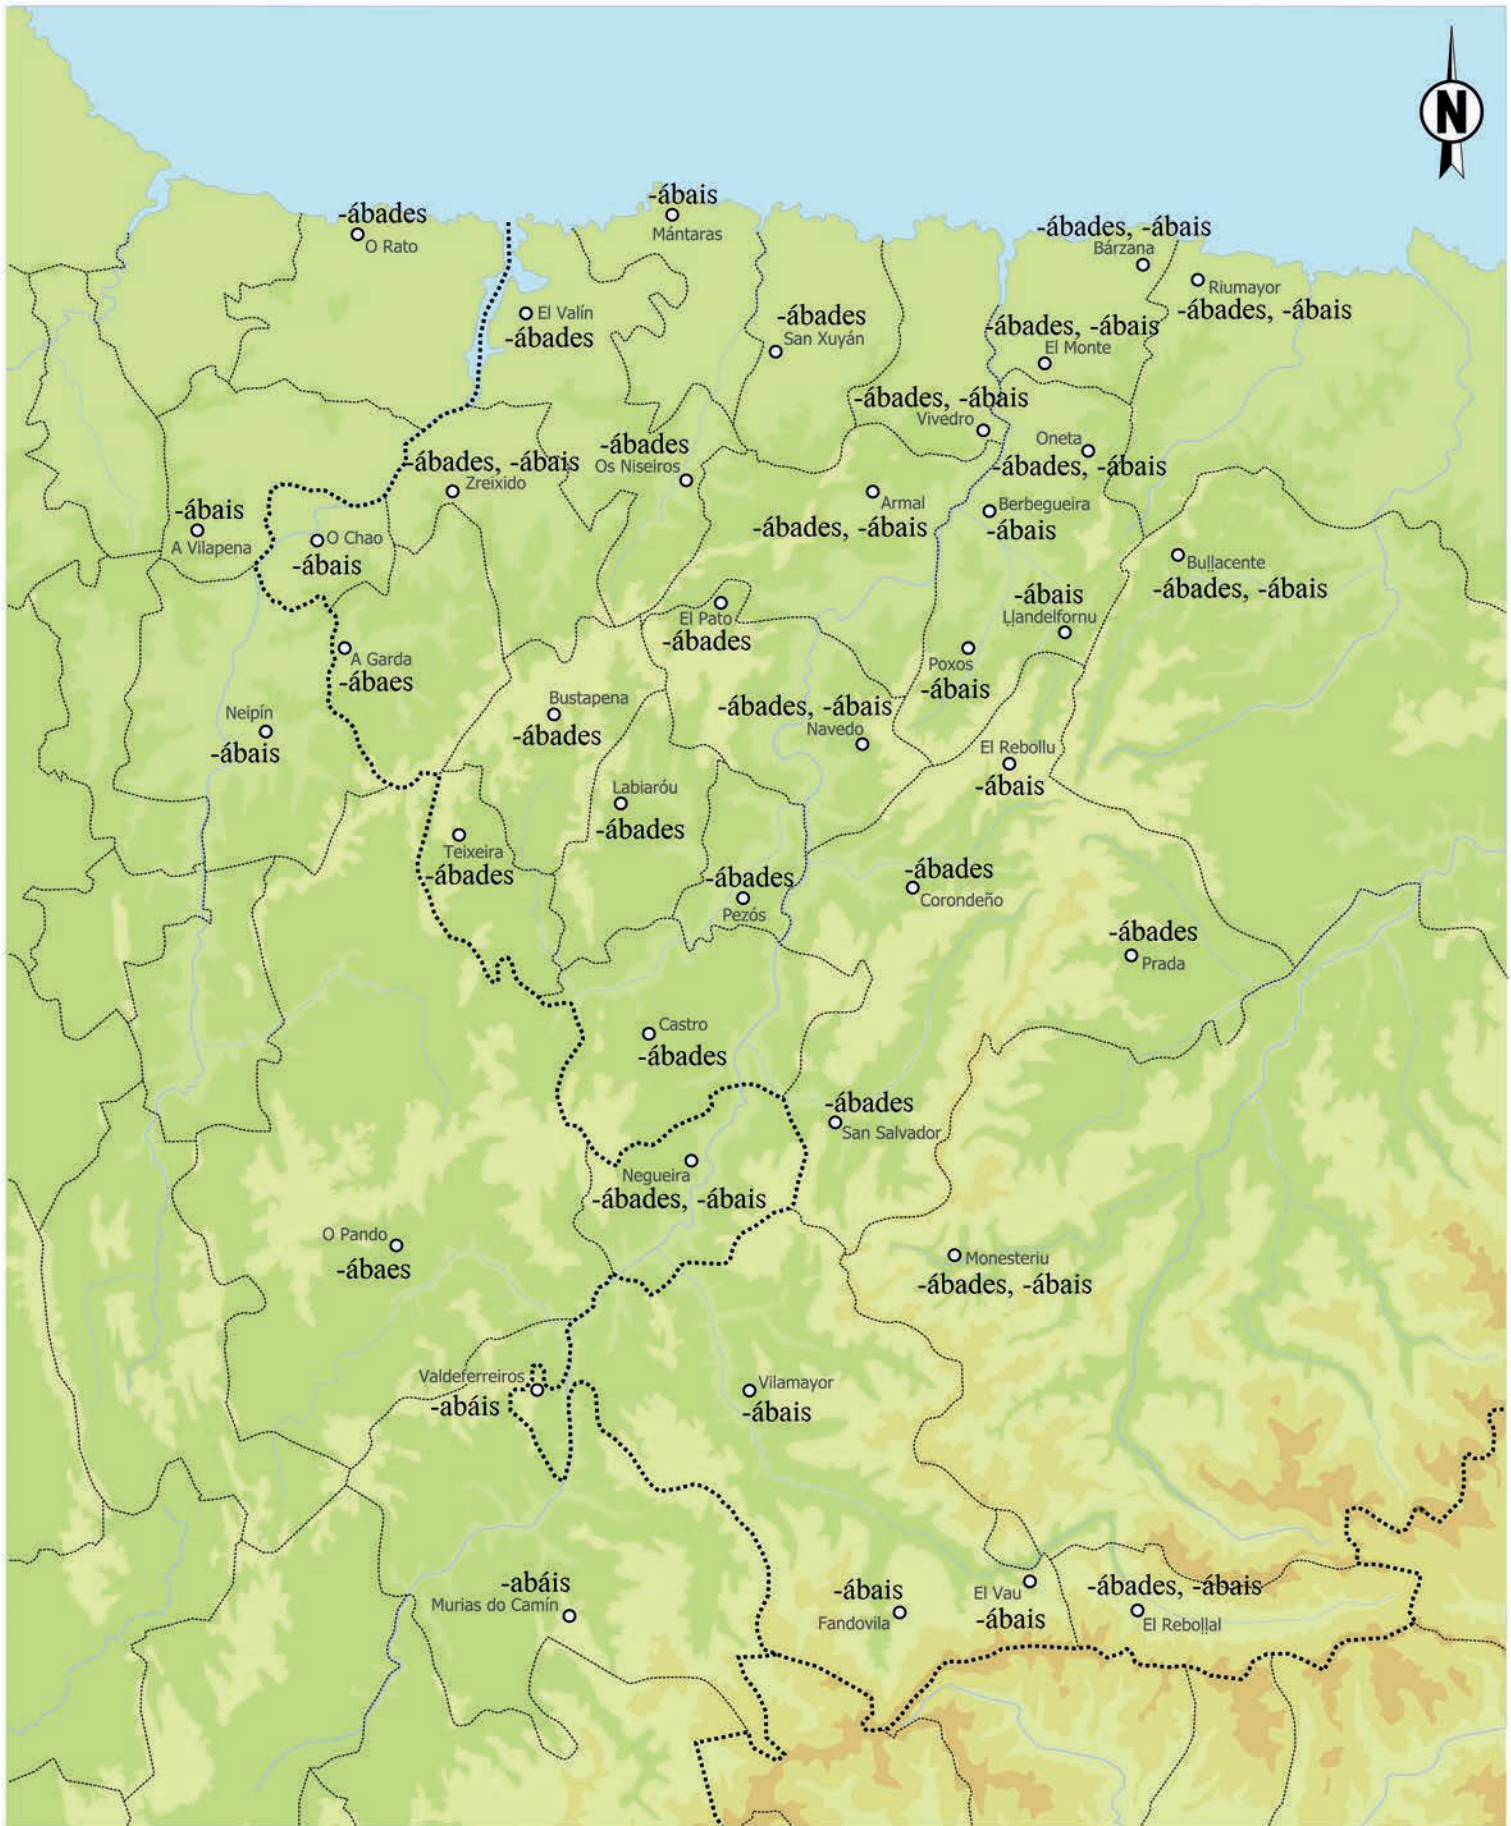 N
-ábades
O Rato
-ábais
Mántaras
-ábades, -ábais
Bárzana
Riumayor
-ábades, -ábais
El Valín
-ábades
-ábades
San Xuyán
-ábades, -ábais
El Monte
-ábades, -ábais
Vivedro
Oneta
-ábades, -ábais
-ábades
Os Niseiros
-ábades, -ábais
Zreixido
Armal
-ábades, -ábais
Berbegueira
-ábais
-ábais
A Vilapena
O Chao
-ábais
Buḷḷacente
-ábades, -ábais
-ábais
Ḷḷandelfornu
El Pato
-ábades
A Garda
-ábaes
Poxos
-ábais
Bustapena
-ábades
-ábades, -ábais
Navedo
Neipín
-ábais
El Rebollu
-ábais
Labiaróu
-ábades
Teixeira
-ábades
-ábades
Pezós
-ábades
Corondeño
-ábades
Prada
Castro
-ábades
-ábades
San Salvador
Negueira
-ábades, -ábais
O Pando
-ábaes
Monesteriu
-ábades, -ábais
Valdeferreiros
-abáis
Vilamayor
-ábais
-abáis
Murias do Camín
-ábais
Fandovila
El Vau
-ábais
-ábades, -ábais
El Reboḷḷal